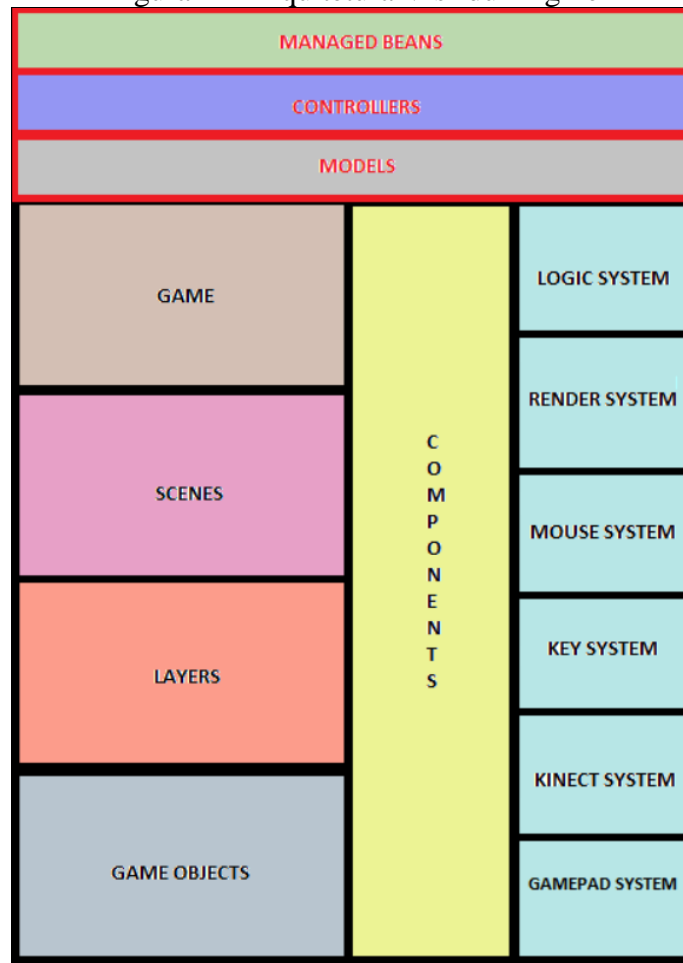 MANAGED BEANS
CONTROLLERS
MODELS
GAME
SCENES
LAYERS
GAME OBJECTS
C
O
M
P
O
N
E
N
T
S
LOGIC SYSTEM
RENDER SYSTEM
MOUSE SYSTEM
KEY SYSTEM
KINECT SYSTEM
GAMEPAD SYSTEM